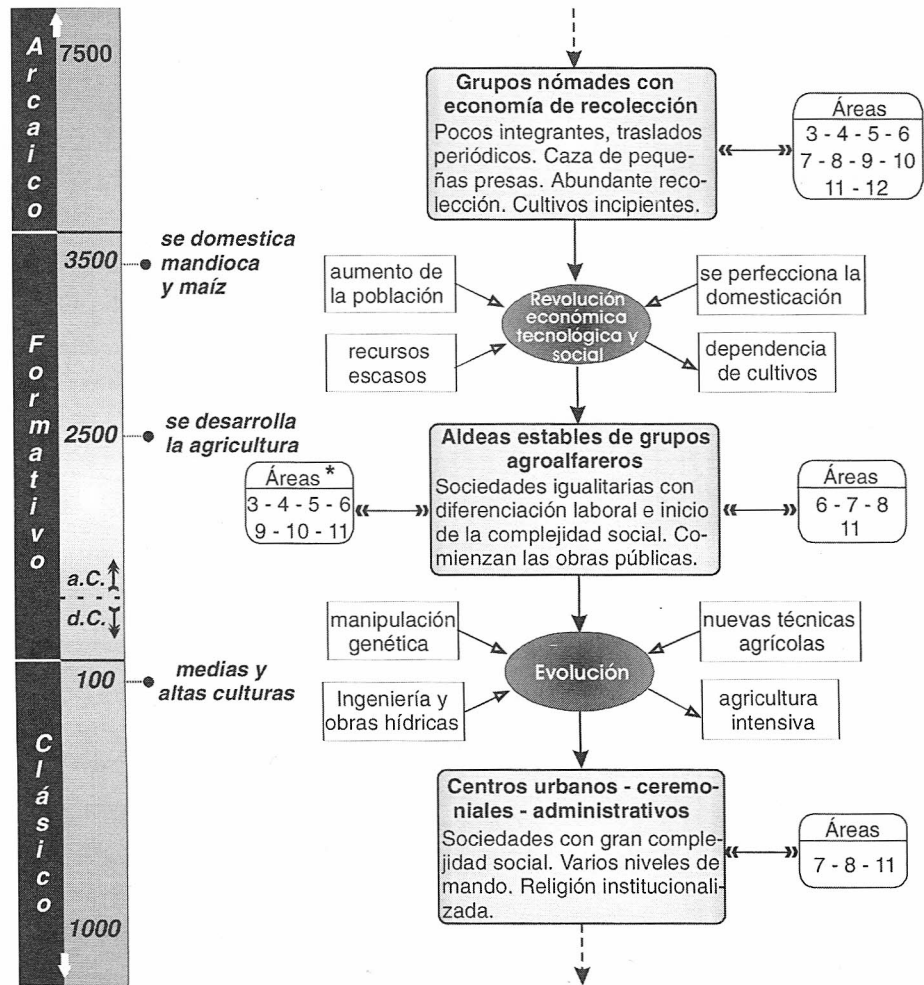 Arcaico
7500
Grupos nómades con
economía de recolección
Pocos integrantes, traslados
periódicos. Caza de peque-
ñas presas. Abundante reco-
lección. Cultivos incipientes.
Áreas
3 - 4 - 5 - 6
7 - 8 - 9 - 10
11 - 12
Formativo
3500
se domestica
mandioca
y maíz
aumento de
la población
se perfecciona la
domesticación
Revolución
económica
tecnológica y
social
recursos
escasos
dependencia
de cultivos
2500
se desarrolla
la agricultura
Aldeas estables de grupos
agroalfareros
Sociedades igualitarias con
diferenciación laboral e inicio
de la complejidad social. Co-
mienzan las obras públicas.
Áreas *
3 - 4 - 5 - 6
9 - 10 - 11
Áreas
6 - 7 - 8
11
a.C.
d.C.
manipulación
genética
nuevas técnicas
agrícolas
Evolución
Ingeniería y
obras hídricas
agricultura
intensiva
Clásico
100
medias y
altas culturas
Centros urbanos - ceremo-
niales - administrativos
Sociedades con gran comple-
jidad social. Varios niveles de
mando. Religión institucionali-
zada.
Áreas
7 - 8 - 11
1000